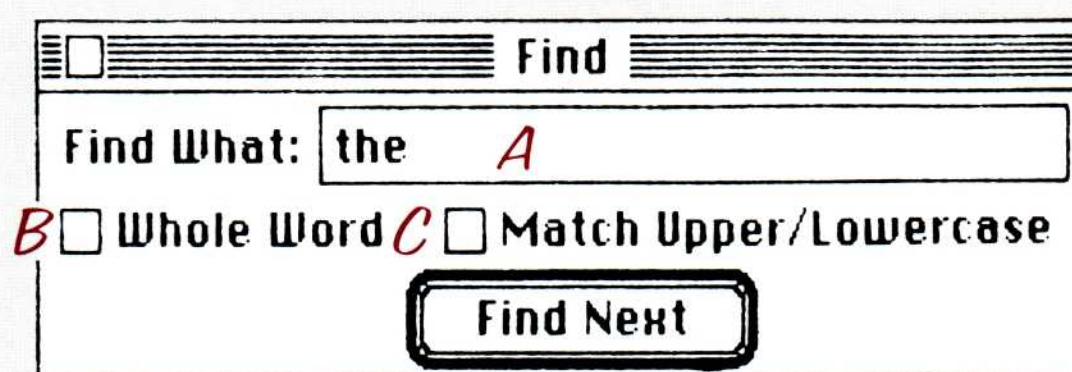 Find
Find What: the A
B Whole Word C Match Upper/Lowercase
Find Next